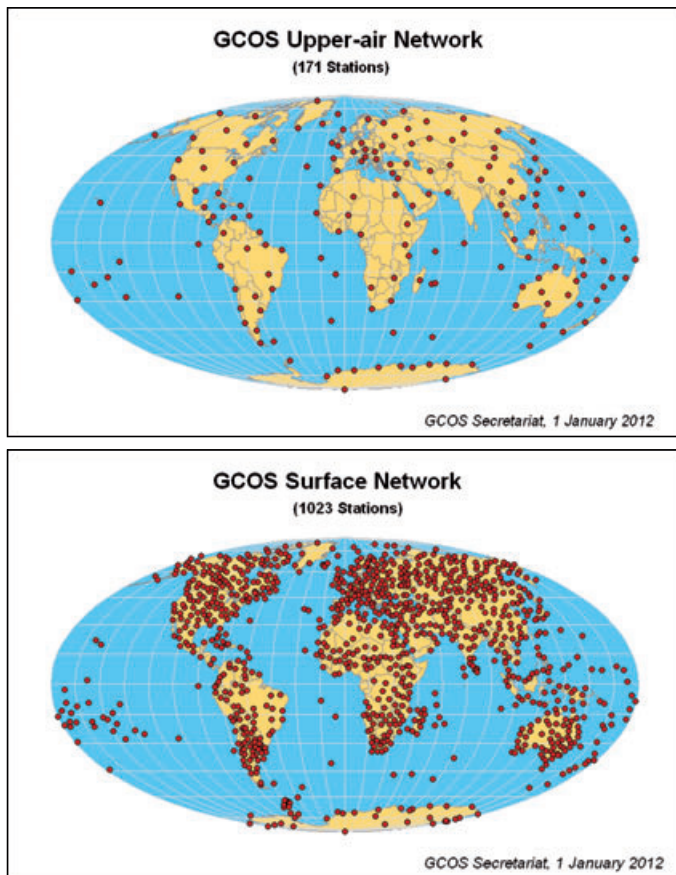 GCOS Upper-air Network
(171 Stations)
GCOS Secretariat, 1 January 2012
GCOS Surface Network
(1023 Stations)
GCOS Secretariat, 1 January 2012